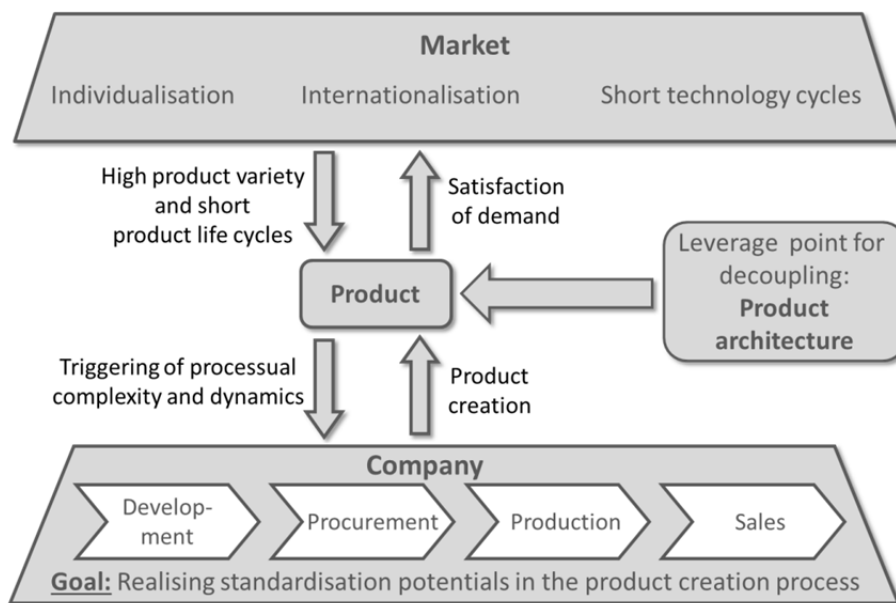 Market
Individualisation Internationalisation Short technology cycles
High product variety
and short
product life cycles
Satisfaction
of demand
Leverage point for
decoupling:
Product
architecture
Product
Triggering of processual
complexity and dynamics
Product
creation
Company
Develop-
ment
Procurement
Production
Sales
Goal: Realising standardisation potentials in the product creation process